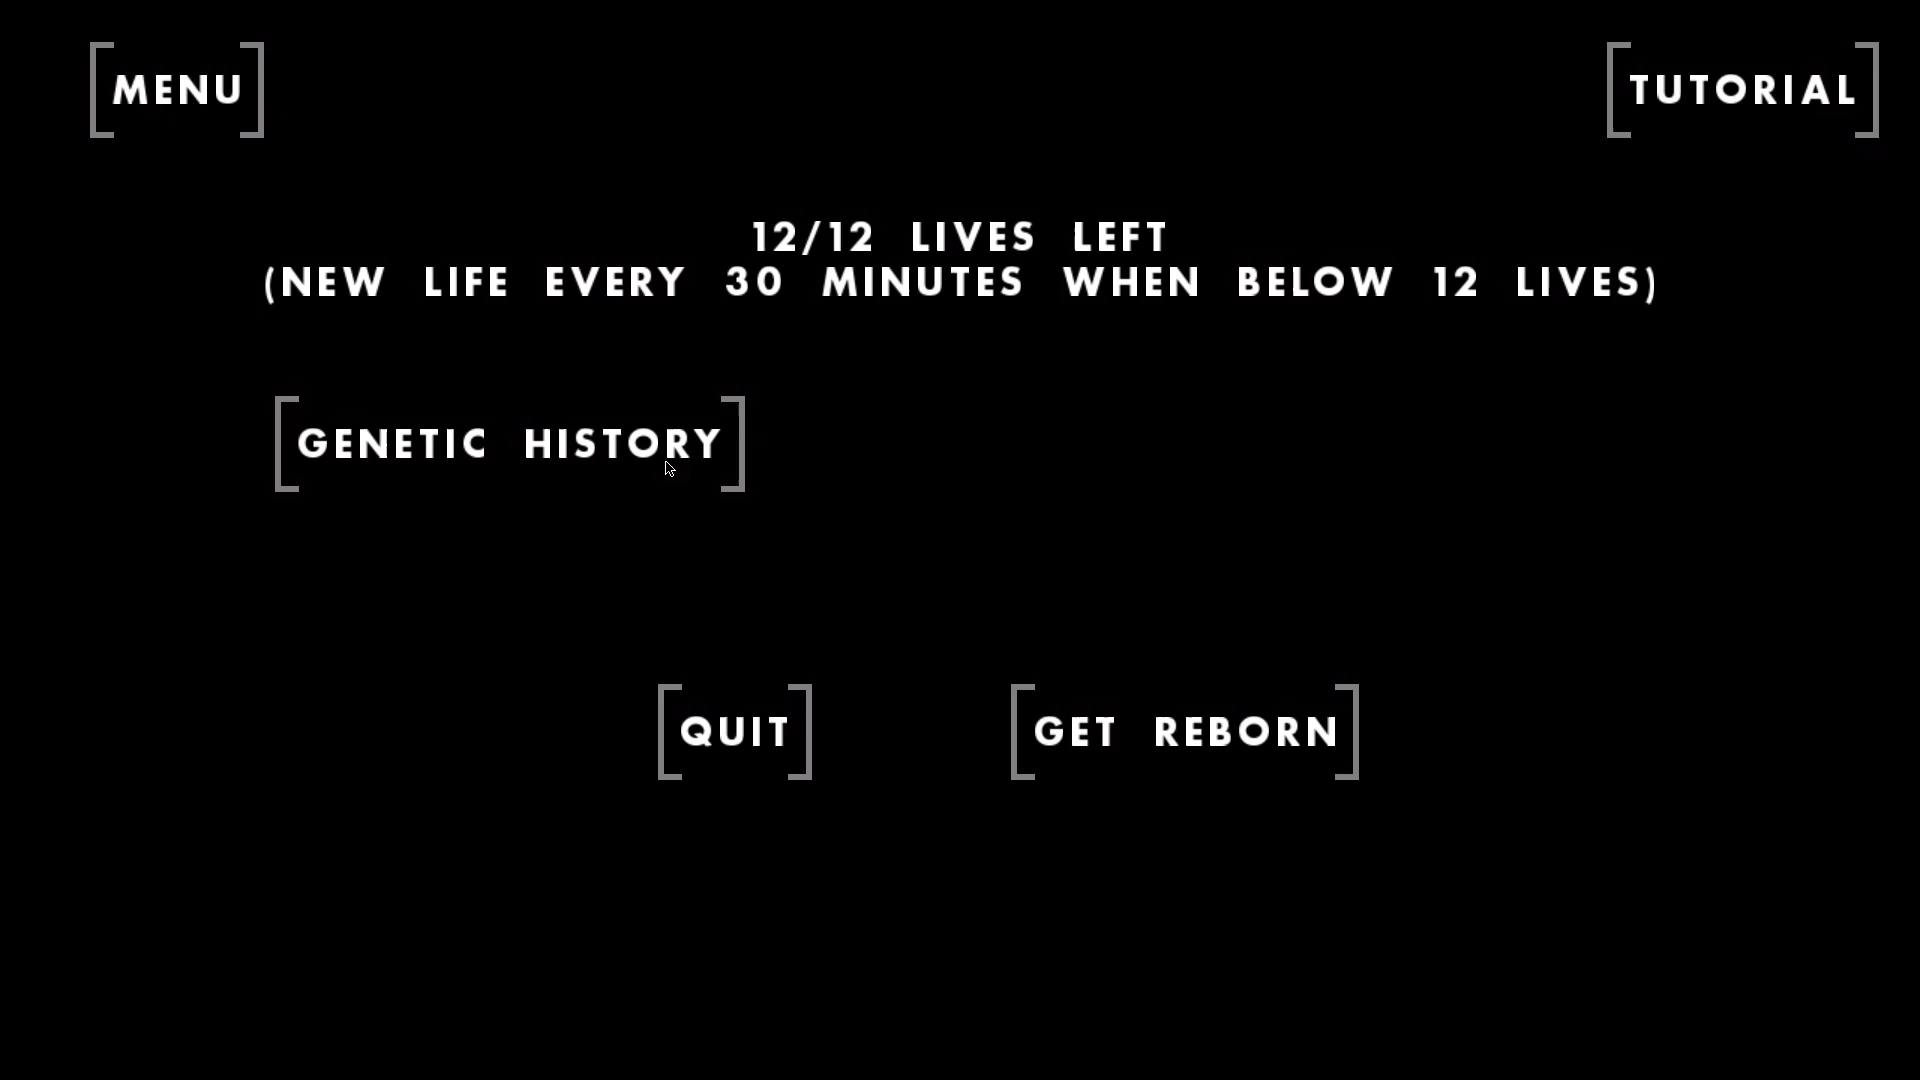 MENU
TUTORIAL
12/12 LIVES LEFT
(NEW LIFE EVERY 30 MINUTES WHEN BELOW 12 LIVES)
GENETIC HISTORY
QUIT
GET REBORN